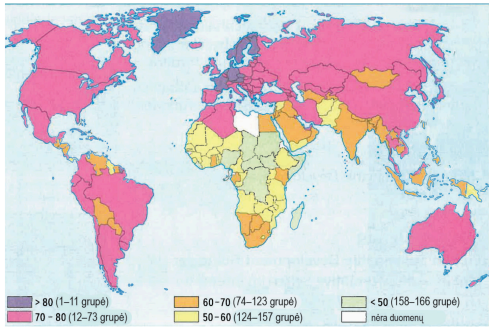 > 80 (1–11 grupė)
70 – 80 (12–73 grupė)
60 – 70 (74–123 grupė)
50 – 60 (124–157 grupė)
< 50 (158–166 grupė)
nėra duomenų